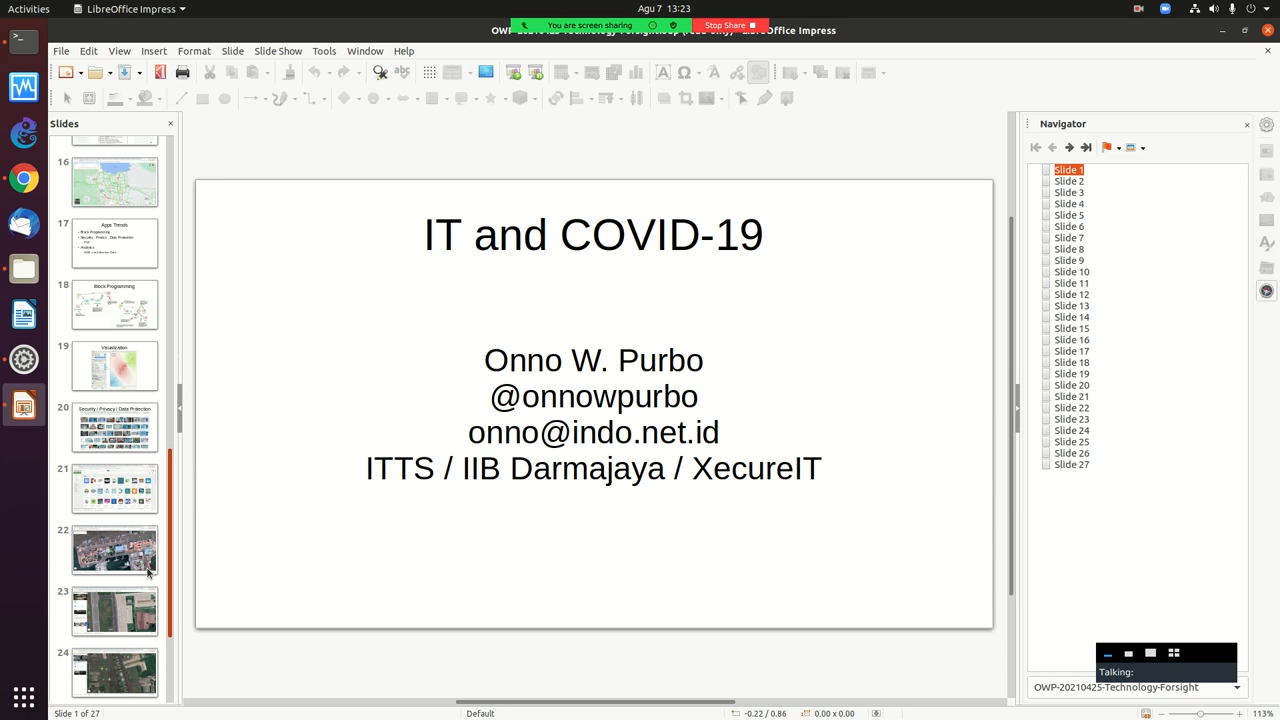 Activities
LibreOffice Impress
Agu 7 13:23
You are screen sharing
Stop Share
File Edit View Insert Format Slide Slide Show Tools Window Help
Slides
16
17
Apps Trends
Block Programming
18
Block Programming
19
Visualization
20
Security / Privacy / Data Protection
21
22
23
24
IT and COVID-19
Onno W. Purbo
@onnowpurbo
onno@indo.net.id
ITTS / IIB Darmajaya / XecureIT
Navigator
Slide 1
Slide 2
Slide 3
Slide 4
Slide 5
Slide 6
Slide 7
Slide 8
Slide 9
Slide 10
Slide 11
Slide 12
Slide 13
Slide 14
Slide 15
Slide 16
Slide 17
Slide 18
Slide 19
Slide 20
Slide 21
Slide 22
Slide 23
Slide 24
Slide 25
Slide 26
Slide 27
Talking:
OWP-20210425-Technology-Forsight
Slide 1 of 27
Default
-0.22 / 0.86
0.00 x 0.00
113%